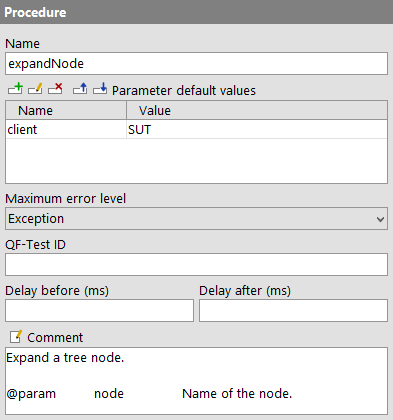 Procedure
Name
expandNode
Parameter default values
Name Value
client SUT
Maximum error level
Exception
QF-Test ID
Delay before (ms) Delay after (ms)
Comment
Expand a tree node.
@param node Name of the node.